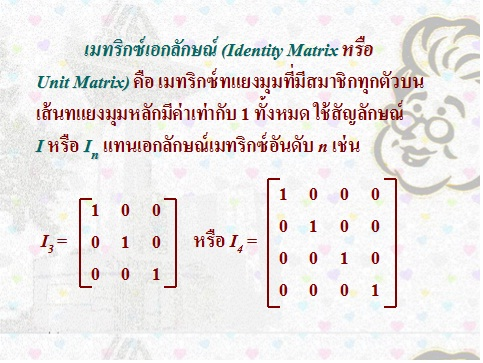 เมทริกซ์เอกลักษณ์ (Identity Matrix หรือ
Unit Matrix) คือ เมทริกซ์ทแยงมุมที่มีสมาชิกทุกตัวบน
เส้นทแยงมุมหลักมีค่าเท่ากับ 1 ทั้งหมด ใช้สัญลักษณ์
I หรือ In แทนเอกลักษณ์เมทริกซ์อันดับ n เช่น
1 0 0
I3 = 0 1 0
0 0 1
1 0 0 0
หรือ I4 = 0 1 0 0
0 0 1 0
0 0 0 1